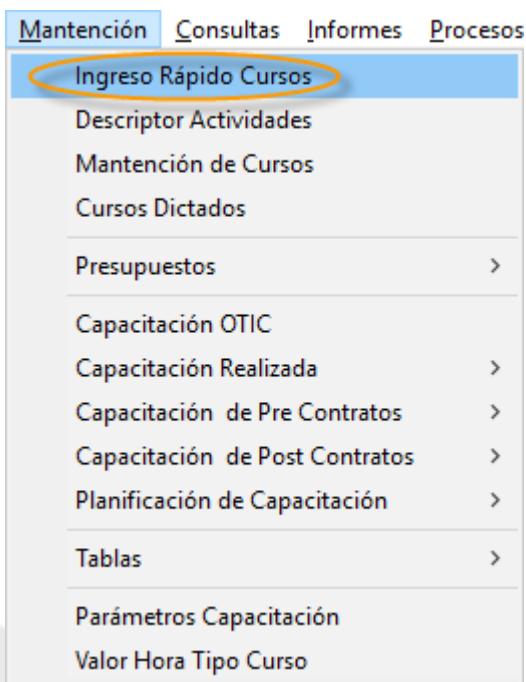 Mantención Consultas Informes Procesos
Ingreso Rápido Cursos
Descriptor Actividades
Mantención de Cursos
Cursos Dictados
Presupuestos
Capacitación OTIC
Capacitación Realizada
Capacitación de Pre Contratos
Capacitación de Post Contratos
Planificación de Capacitación
Tablas
Parámetros Capacitación
Valor Hora Tipo Curso